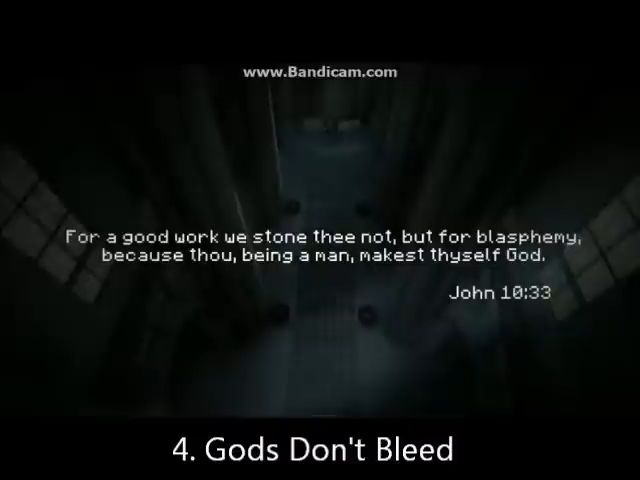 www.Bandicam.com
For a good work we stone thee not, but for blasphemy,
because thou, being a man, makest thyself God.
John 10:33
4. Gods Don't Bleed